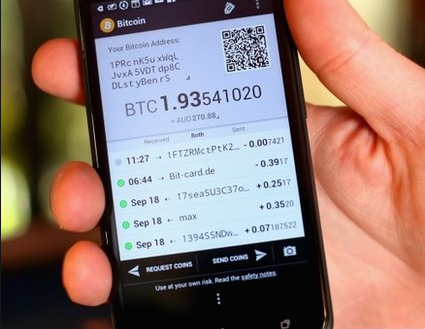 Bitcoin
Your Bitcoin Address:
1PRc nK5u xWqL
JvxA 5VDT dp8C
DLst yBen rS
BTC 1.93541020
≈ AUD 270.88
Received Both Sent
11:27 → 1FTZRMctPtK2... - 0.007421
06:44 → Bit-card.de - 0.3917
Sep 18 ← 17sea5U3C37o... + 0.2517
Sep 18 ← max + 0.3520
Sep 18 ← 1394SSNDw... + 0.07187522
REQUEST COINS SEND COINS
Use at your own risk. Read the safety notes.